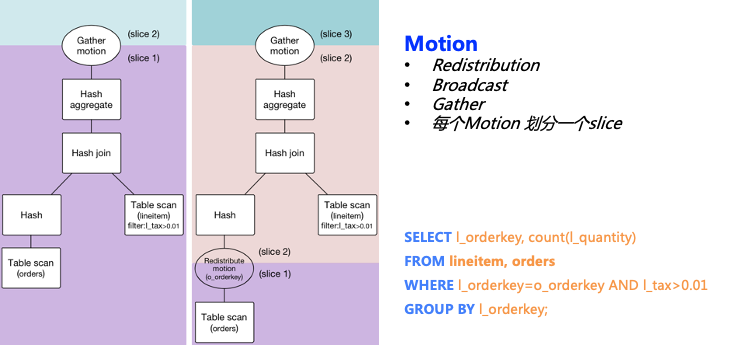 Gather
motion
(slice 2)
(slice 1)
Hash
aggregate
Hash join
Hash
Table scan
(lineitem)
filter:l_tax>0.01
Table scan
(orders)
Gather
motion
(slice 3)
(slice 2)
Hash
aggregate
Hash join
Hash
Table scan
(lineitem)
filter:l_tax>0.01
Redistribute
motion
(o_orderkey)
(slice 2)
(slice 1)
Table scan
(orders)
Motion
• Redistribution
• Broadcast
• Gather
• 每个Motion 划分一个slice
SELECT l_orderkey, count(l_quantity)
FROM lineitem, orders
WHERE l_orderkey=o_orderkey AND l_tax>0.01
GROUP BY l_orderkey;